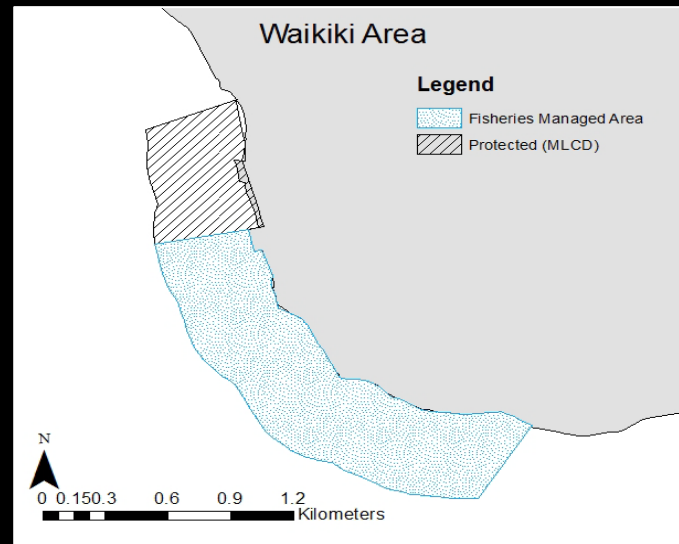 Waikiki Area
Legend
Fisheries Managed Area
Protected (MLCD)
N
0 0.150.3 0.6 0.9 1.2
Kilometers